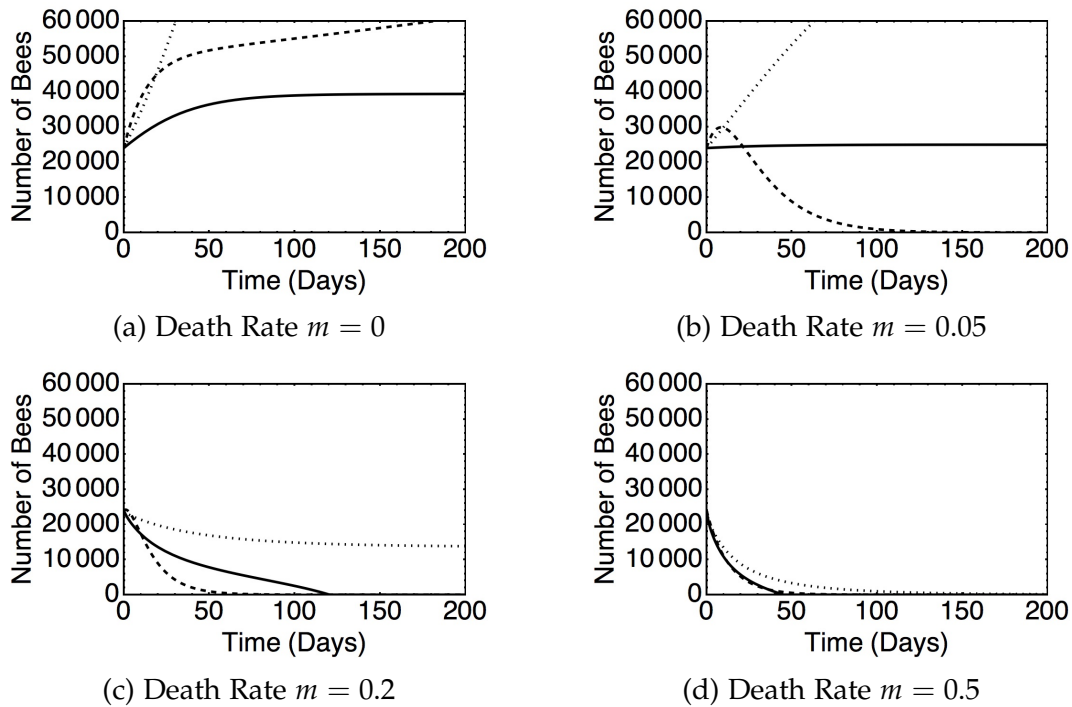 60 000
50 000
40 000
30 000
20 000
10 000
0
Number of Bees
0 50 100 150 200
Time (Days)
(a) Death Rate m = 0
60 000
50 000
40 000
30 000
20 000
10 000
0
Number of Bees
0 50 100 150 200
Time (Days)
(b) Death Rate m = 0.05
60 000
50 000
40 000
30 000
20 000
10 000
0
Number of Bees
0 50 100 150 200
Time (Days)
(c) Death Rate m = 0.2
60 000
50 000
40 000
30 000
20 000
10 000
0
Number of Bees
0 50 100 150 200
Time (Days)
(d) Death Rate m = 0.5